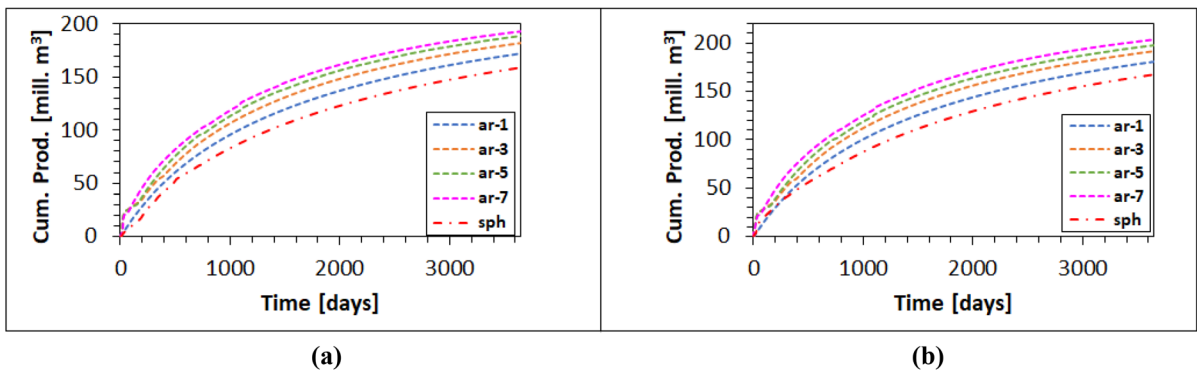 200
150
100
50
0
Cum. Prod. [mill. m³]
ar-1
ar-3
ar-5
ar-7
sph
0 1000 2000 3000
Time [days]
(a)
200
150
100
50
0
Cum. Prod. [mill. m³]
ar-1
ar-3
ar-5
ar-7
sph
0 1000 2000 3000
Time [days]
(b)